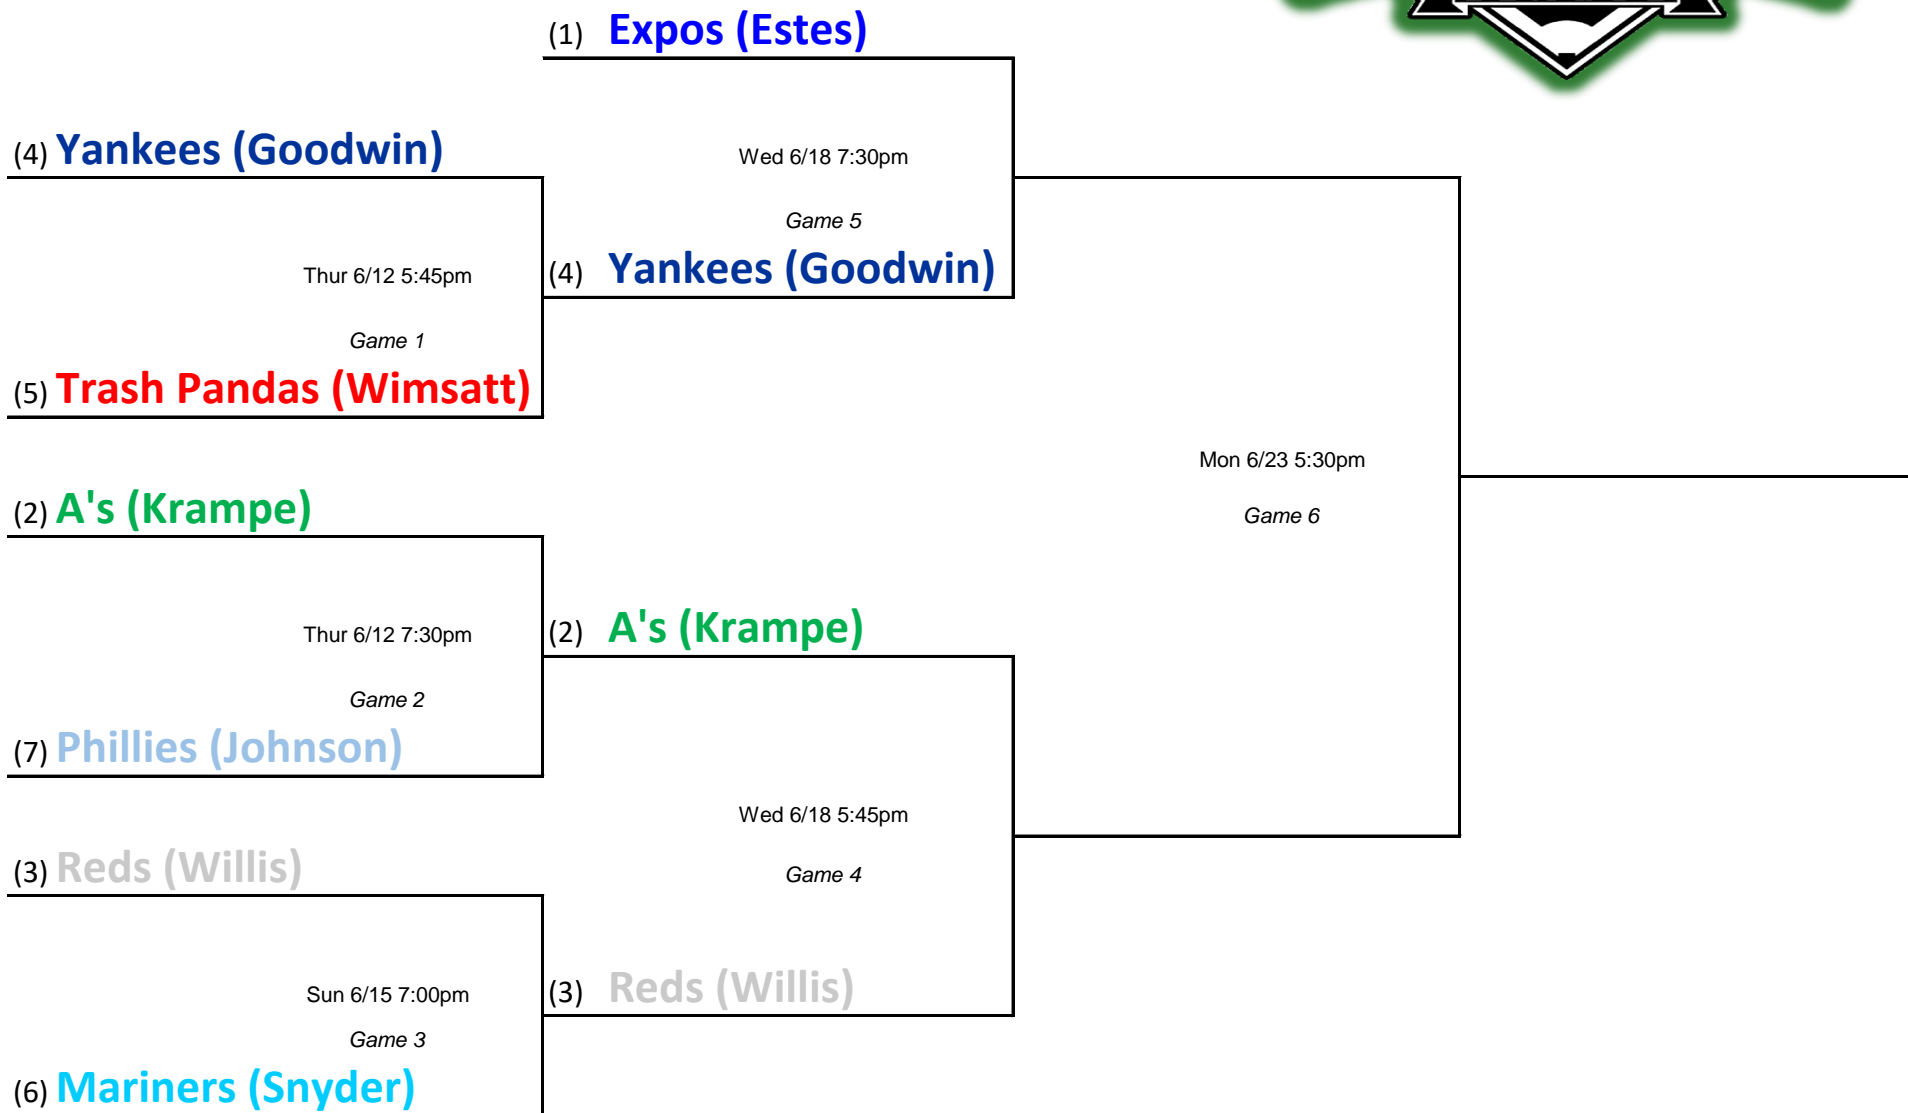 (1) Expos (Estes)
(4) Yankees (Goodwin)
Wed 6/18 7:30pm
Game 5
Thur 6/12 5:45pm
(4) Yankees (Goodwin)
Game 1
(5) Trash Pandas (Wimsatt)
Mon 6/23 5:30pm
Game 6
(2) A's (Krampe)
Thur 6/12 7:30pm
(2) A's (Krampe)
Game 2
(7) Phillies (Johnson)
Wed 6/18 5:45pm
Game 4
(3) Reds (Willis)
Sun 6/15 7:00pm
(3) Reds (Willis)
Game 3
(6) Mariners (Snyder)